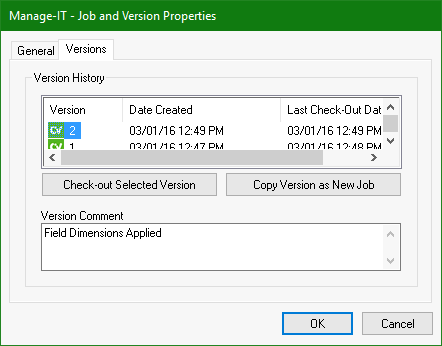 Manage-IT - Job and Version Properties
General Versions
Version History
Version Date Created Last Check-Out Dat
CV 2 03/01/16 12:49 PM 03/01/16 12:49 PM
CV 1 03/01/16 12:47 PM 03/01/16 12:48 PM
Check-out Selected Version Copy Version as New Job
Version Comment
Field Dimensions Applied
OK Cancel